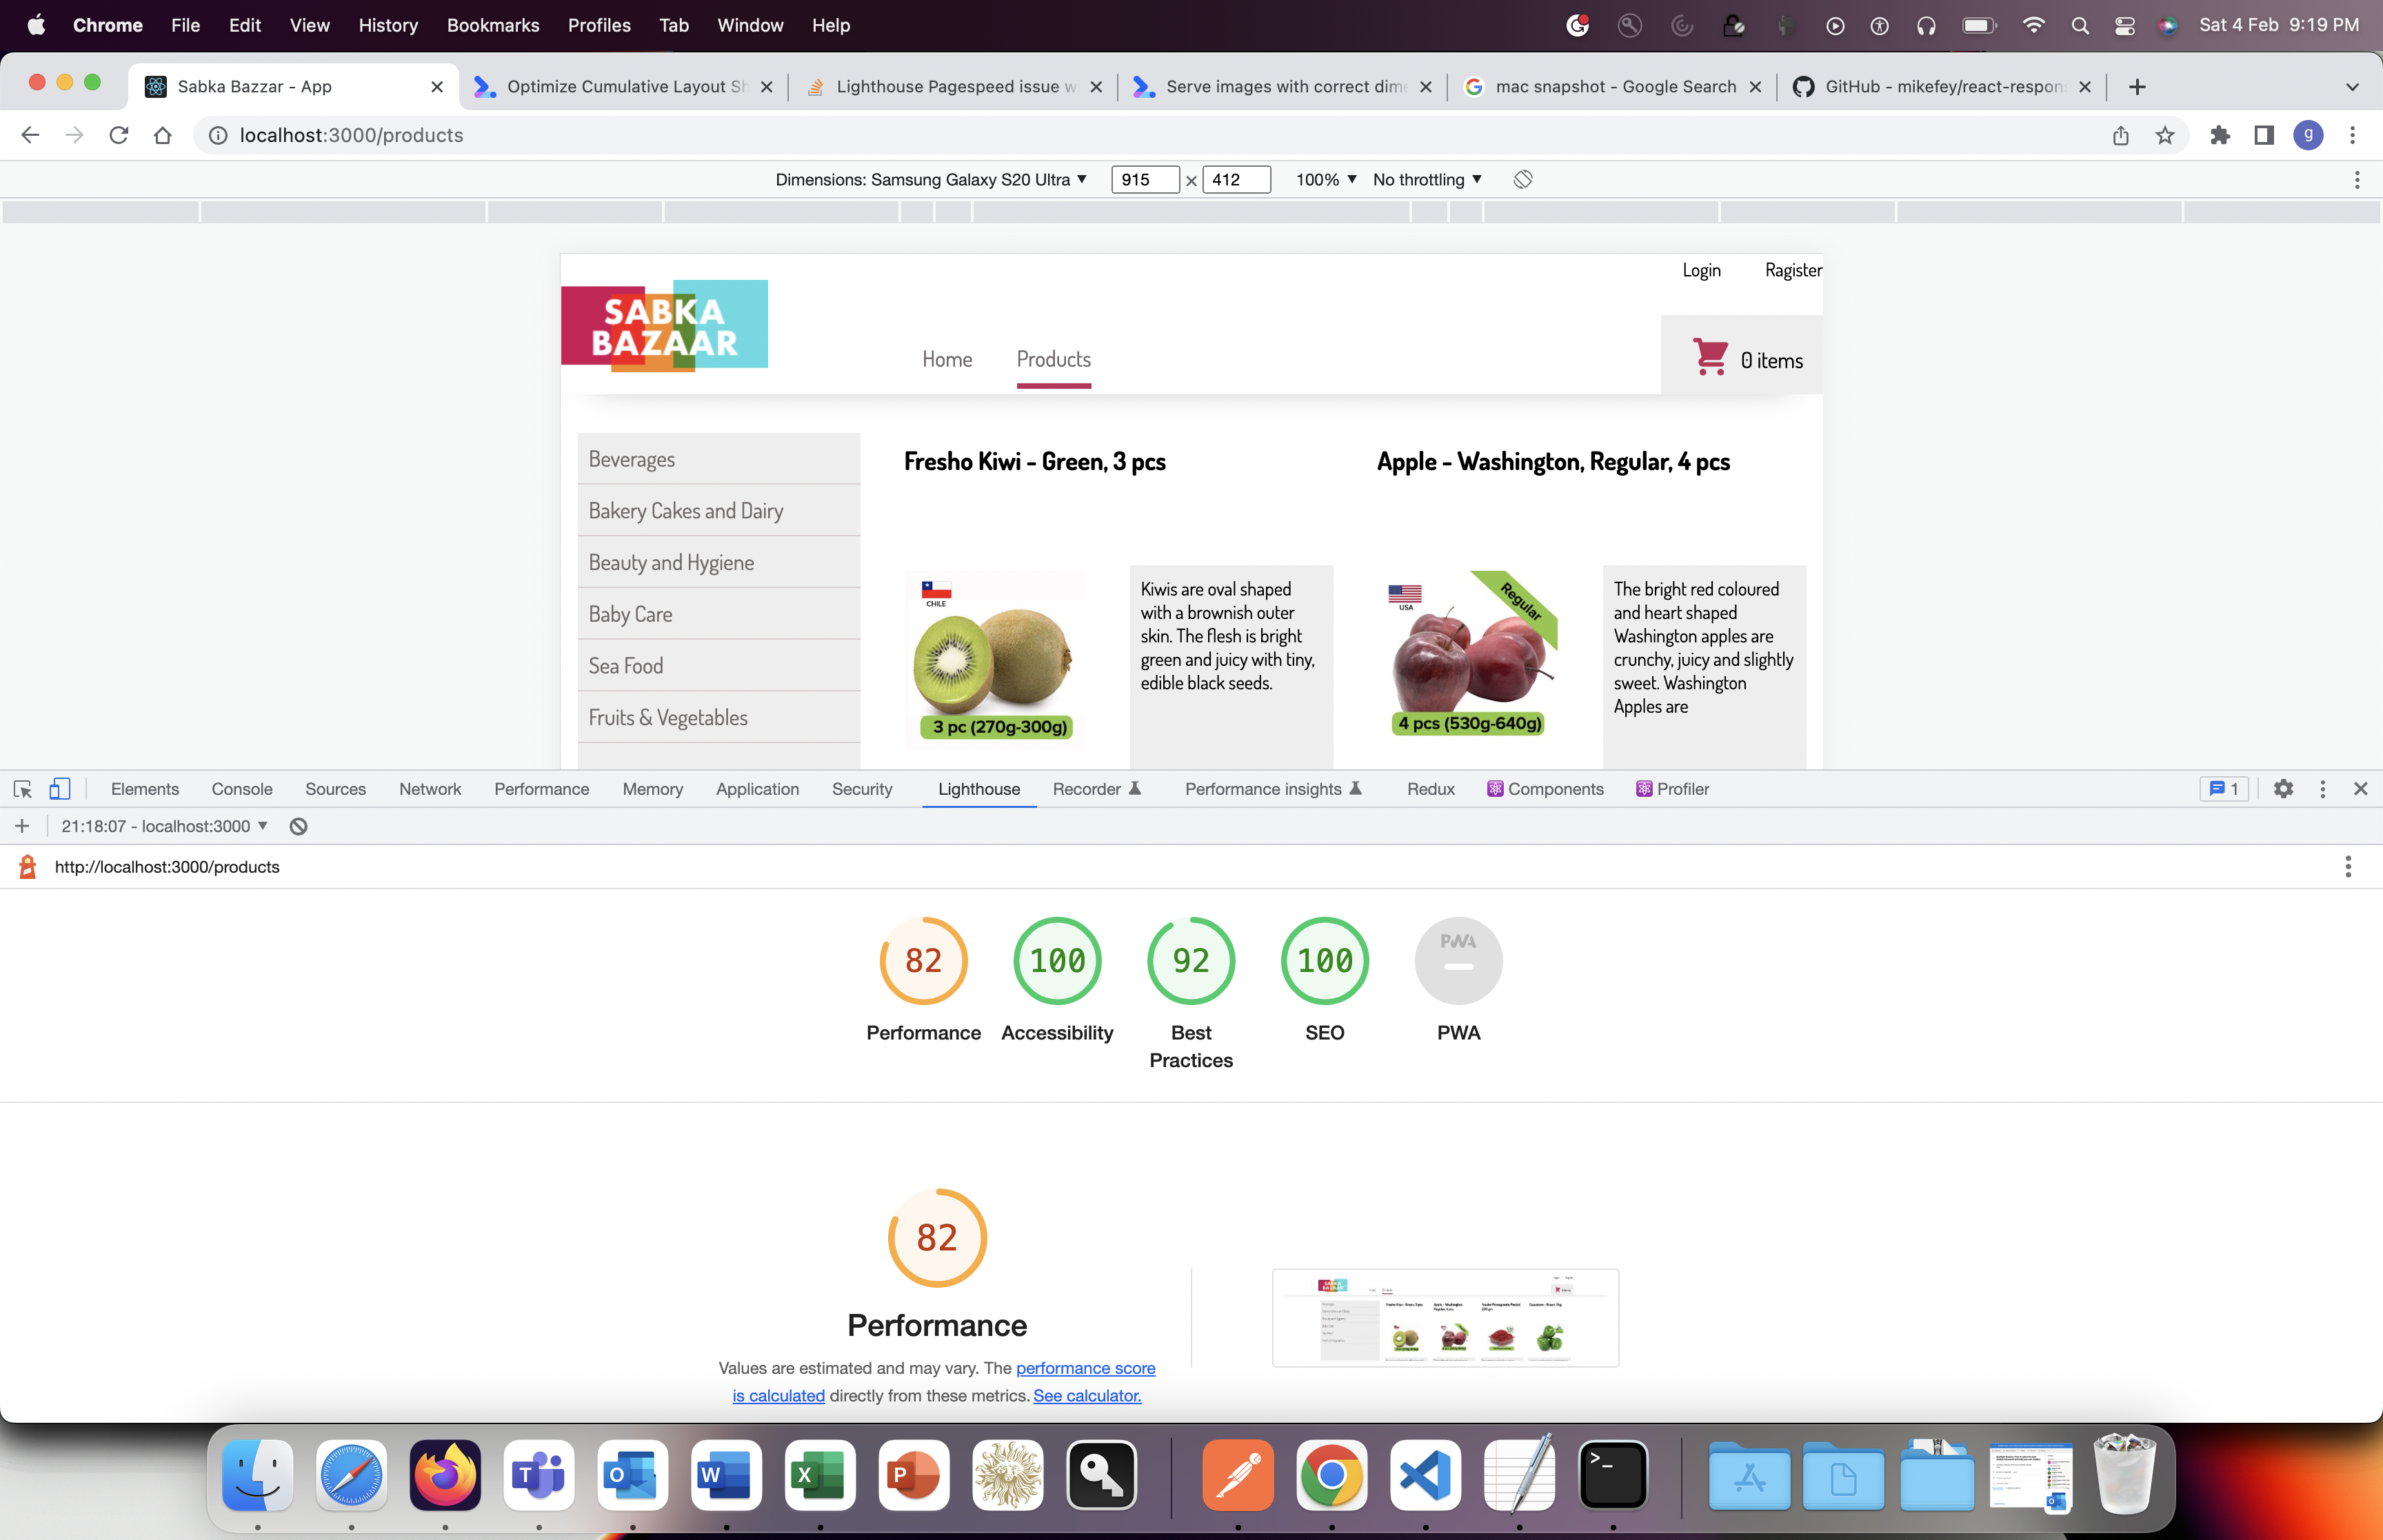 Chrome File Edit View History Bookmarks Profiles Tab Window Help Sat 4 Feb 9:19 PM
Sabka Bazzar - App Optimize Cumulative Layout Sh Lighthouse Pagespeed issue w Serve images with correct dime mac snapshot - Google Search GitHub - mikefey/react-respon
localhost:3000/products g
Dimensions: Samsung Galaxy S20 Ultra 915 × 412 100% No throttling
Login Ragister
SABKA
BAZAAR
Home Products 0 items
Beverages
Bakery Cakes and Dairy
Beauty and Hygiene
Baby Care
Sea Food
Fruits & Vegetables
Fresho Kiwi - Green, 3 pcs
CHILE
3 pc (270g-300g)
Kiwis are oval shaped
with a brownish outer
skin. The flesh is bright
green and juicy with tiny,
edible black seeds.
Apple - Washington, Regular, 4 pcs
USA
Regular
4 pcs (530g-640g)
The bright red coloured
and heart shaped
Washington apples are
crunchy, juicy and slightly
sweet. Washington
Apples are
Elements Console Sources Network Performance Memory Application Security Lighthouse Recorder Performance insights Redux Components Profiler 1
21:18:07 - localhost:3000
http://localhost:3000/products
82 100 92 100 PWA
Performance Accessibility Best Practices SEO PWA
82
Performance
Values are estimated and may vary. The performance score
is calculated directly from these metrics. See calculator.
SABKA
BAZAAR
T O W X P >_